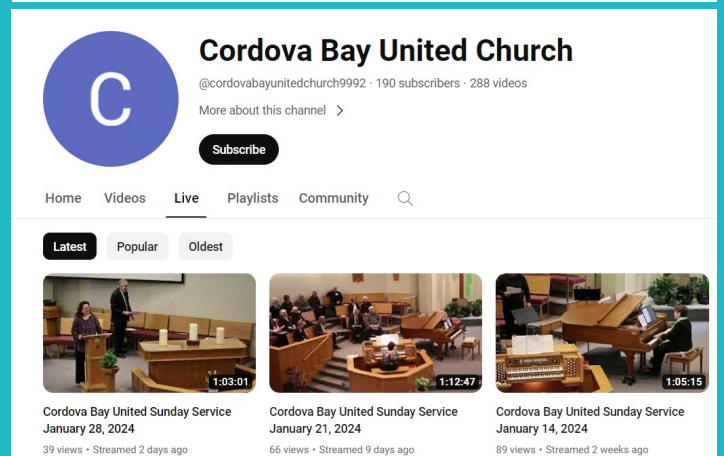 C
Cordova Bay United Church
@cordovabayunitedchurch9992 · 190 subscribers · 288 videos
More about this channel
Subscribe
Home Videos Live Playlists Community
Latest Popular Oldest
1:03:01 1:12:47 1:05:15
Cordova Bay United Sunday Service
January 28, 2024
39 views • Streamed 2 days ago
Cordova Bay United Sunday Service
January 21, 2024
66 views • Streamed 9 days ago
Cordova Bay United Sunday Service
January 14, 2024
89 views • Streamed 2 weeks ago